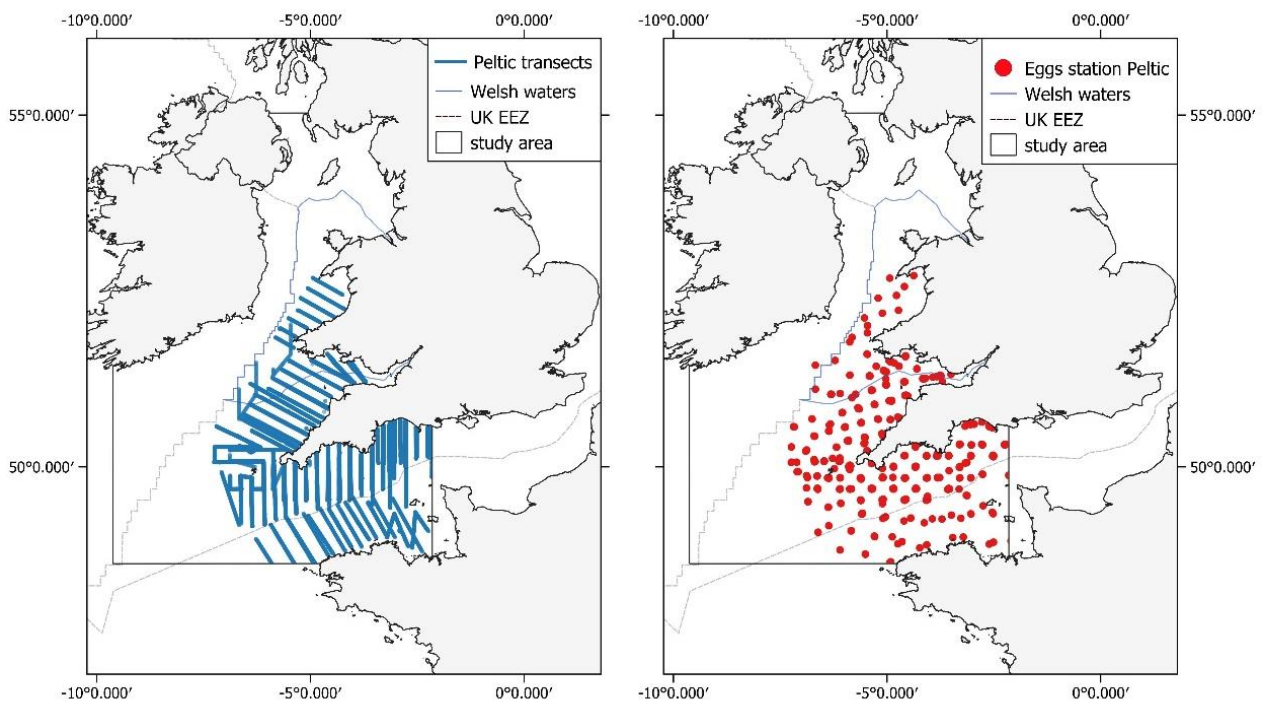 -10°0.000′ -5°0.000′ 0°0.000′
Peltic transects
Welsh waters
UK EEZ
study area
55°0.000′
50°0.000′
-10°0.000′ -5°0.000′ 0°0.000′
-10°0.000′ -5°0.000′ 0°0.000′
Eggs station Peltic
Welsh waters
UK EEZ
study area
55°0.000′
50°0.000′
-10°0.000′ -5°0.000′ 0°0.000′